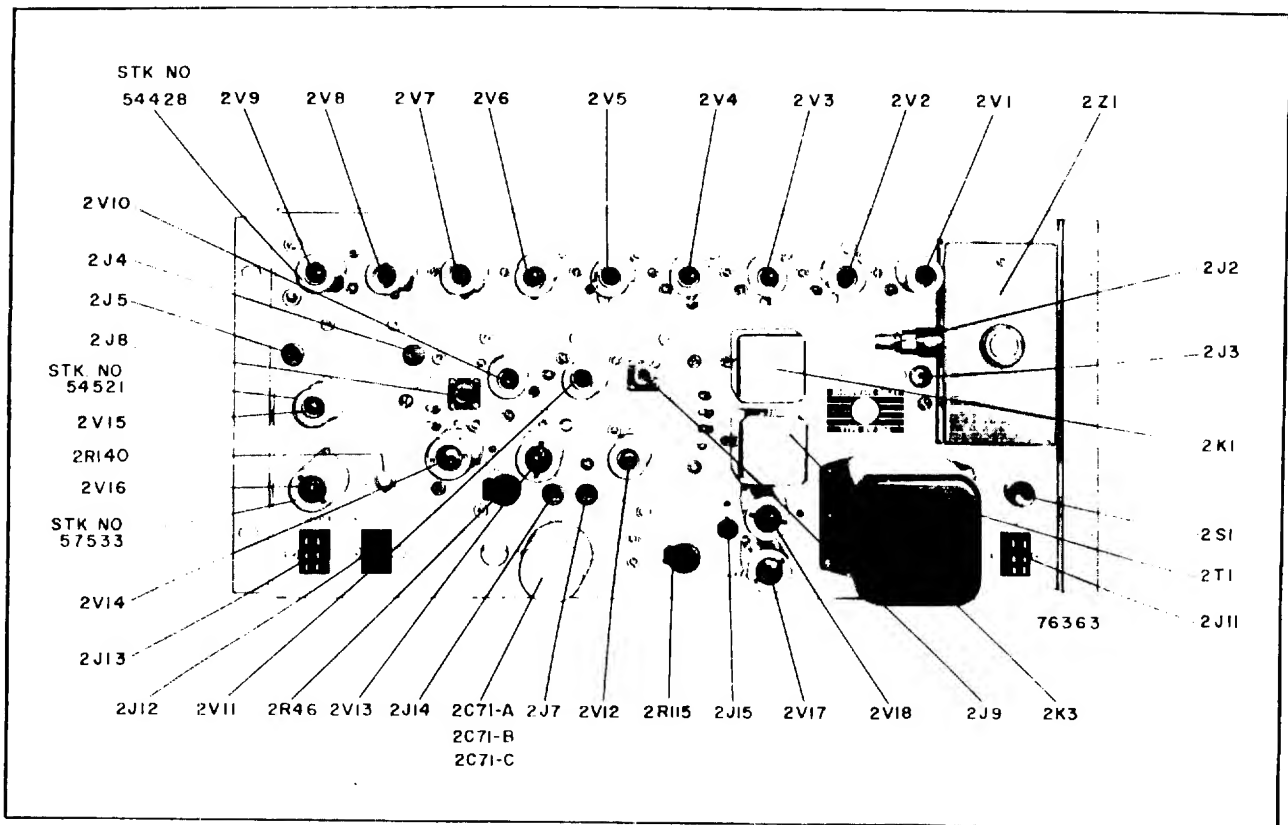 STK NO
54428 2V9 2V8 2V7 2V6 2V5 2V4 2V3 2V2 2V1 2Z1
2V10
2J4
2J5
2J8
STK. NO
54521
2V15
2R140
2V16
STK NO
57533
2V14
2J13
2J2
2J3
2K1
2S1
2T1
2J11
76363
2J12 2V11 2R46 2V13 2J14 2C71-A 2J7 2V12 2R115 2J15 2V17 2V18 2J9 2K3
2C71-B
2C71-C